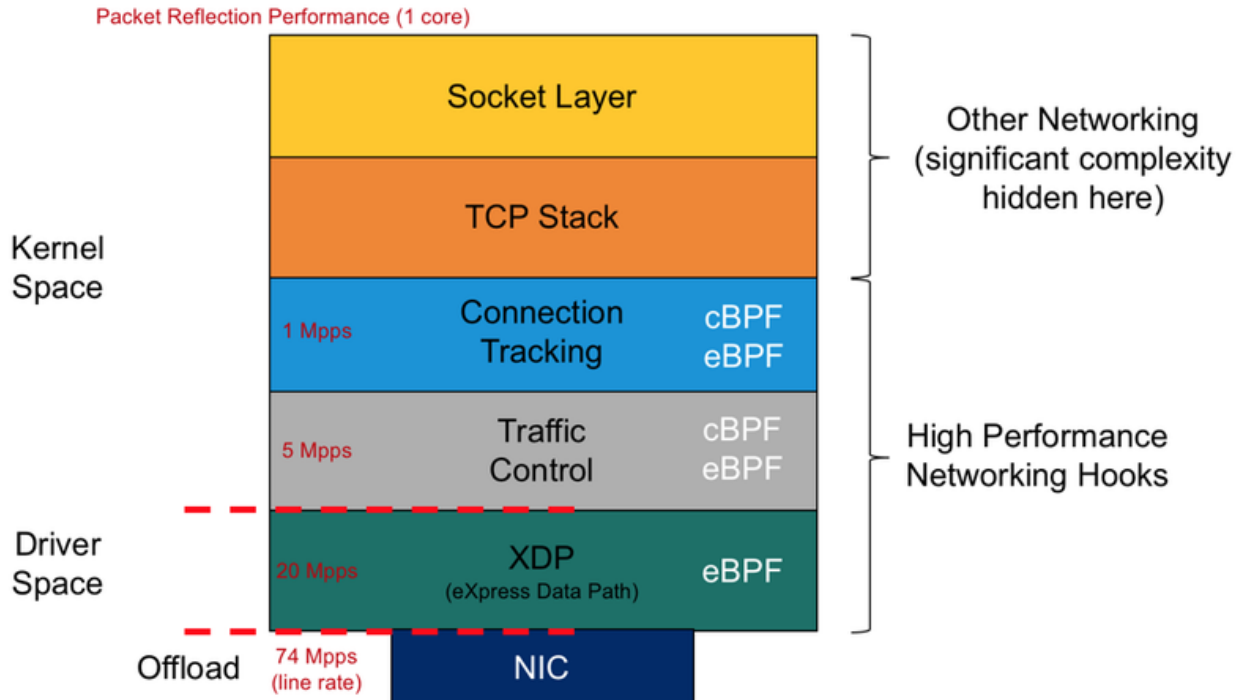 Packet Reflection Performance (1 core)
Socket Layer
Other Networking
(significant complexity
hidden here)
TCP Stack
Kernel
Space
1 Mpps
Connection
Tracking
cBPF
eBPF
5 Mpps
Traffic
Control
cBPF
eBPF
High Performance
Networking Hooks
Driver
Space
20 Mpps
XDP
(eXpress Data Path)
eBPF
Offload
74 Mpps
(line rate)
NIC